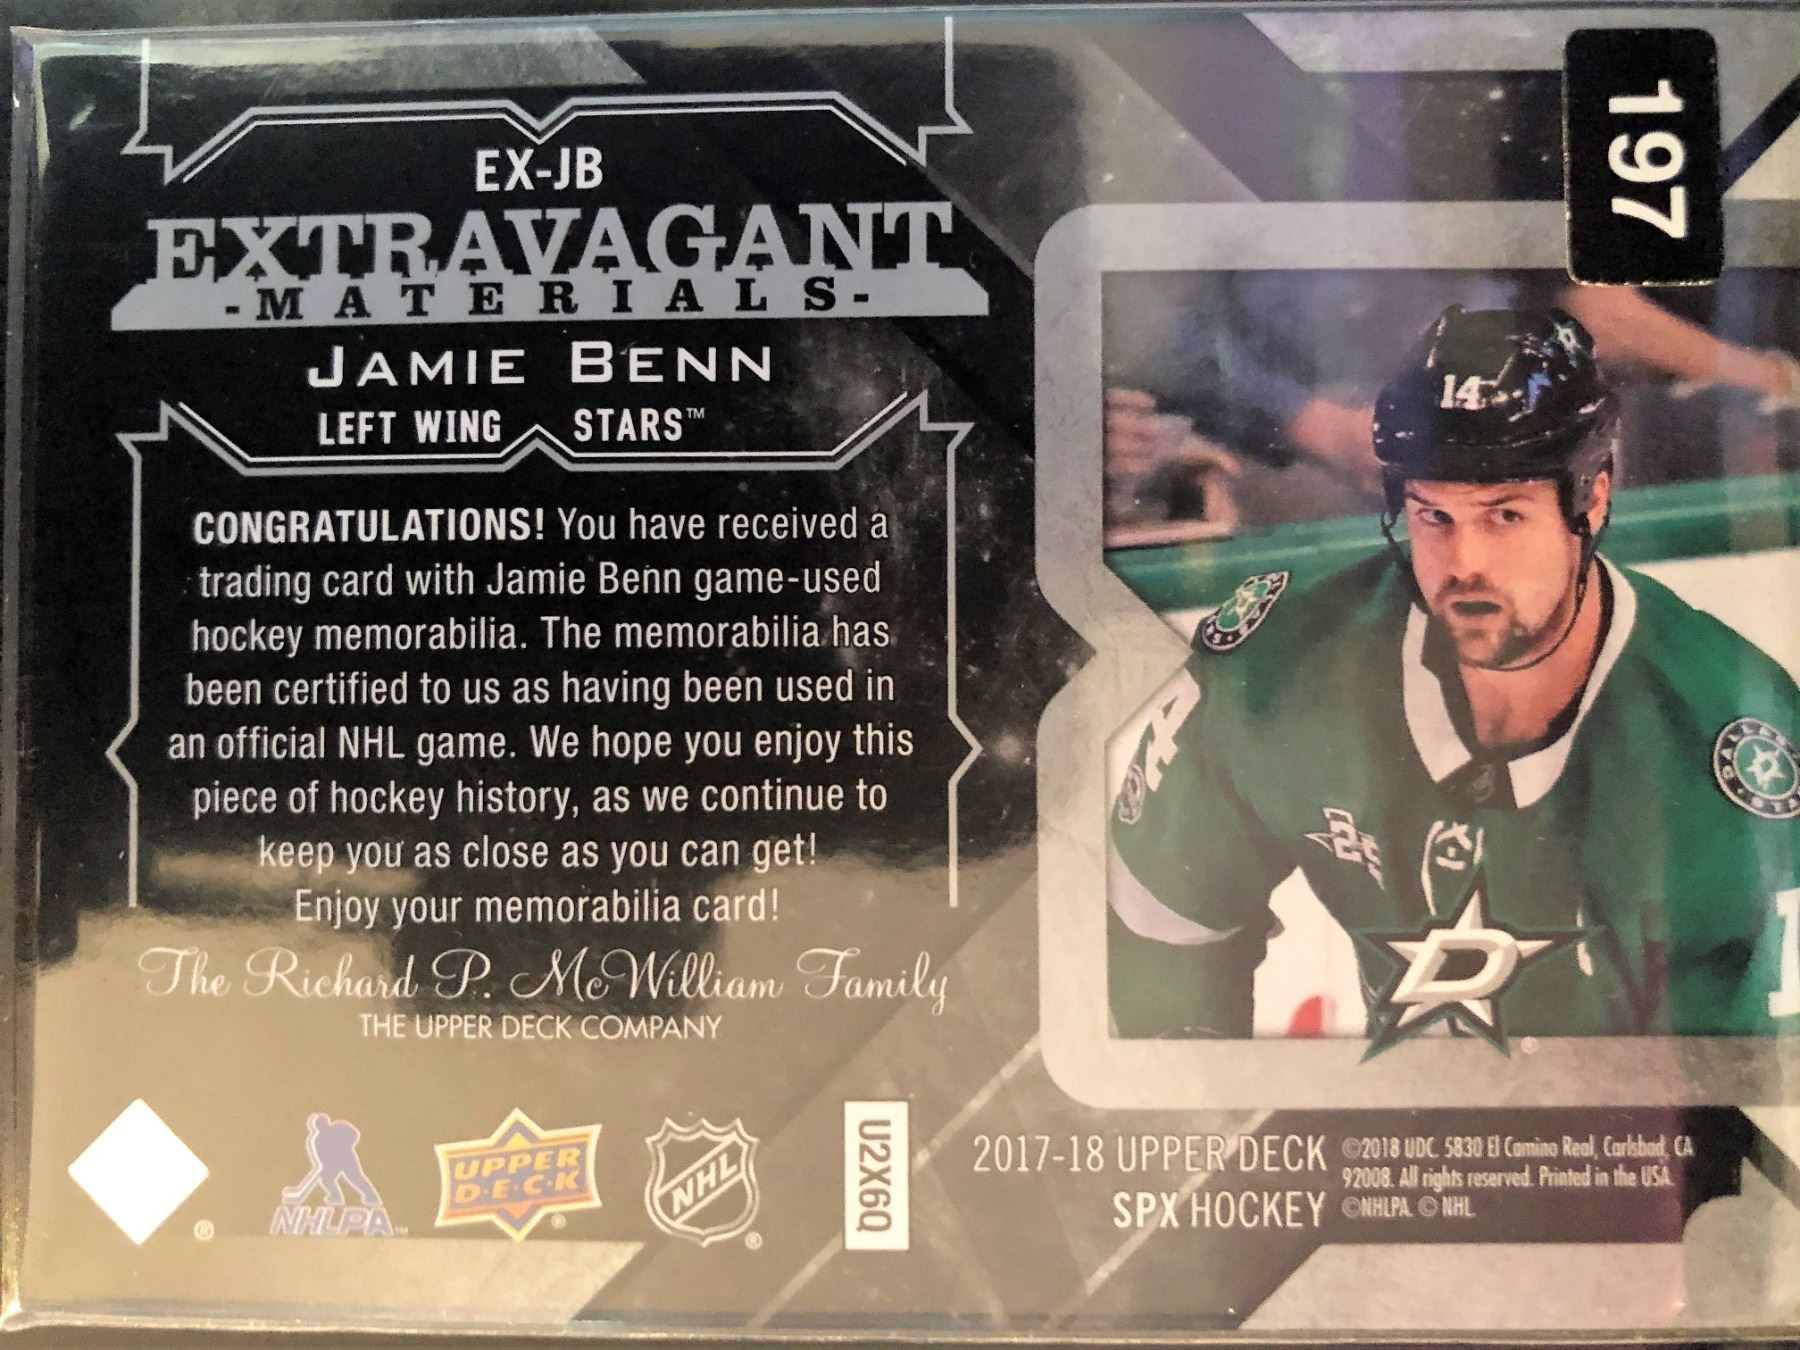 EX-JB
EXTRAVAGANT
-MATERIALS-
JAMIE BENN
LEFT WING STARS™
CONGRATULATIONS! You have received a
trading card with Jamie Benn game-used
hockey memorabilia. The memorabilia has
been certified to us as having been used in
an official NHL game. We hope you enjoy this
piece of hockey history, as we continue to
keep you as close as you can get!
Enjoy your memorabilia card!
The Richard P. McWilliam Family
THE UPPER DECK COMPANY
®
NHLPA™
UPPER
D·E·C·K
®
NHL
®
U2X6Q
2017-18 UPPER DECK
SPX HOCKEY
©2018 UDC. 5830 El Camino Real, Carlsbad, CA
92008. All rights reserved. Printed in the USA.
©NHLPA. © NHL.
197
14
D